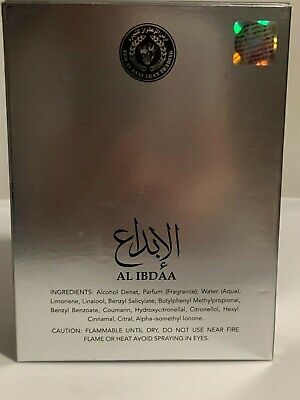 الإبداع
AL IBDAA
INGREDIENTS: Alcohol Denat, Parfum (Fragrance), Water (Aqua),
Limonene, Linalool, Benzyl Salicylate, Butylphenyl Methylpropional,
Benzyl Benzoate, Coumarin, Hydroxycitronellal, Citronellol, Hexyl
Cinnamal, Citral, Alpha-isomethyl Ionone.
CAUTION: FLAMMABLE UNTIL DRY, DO NOT USE NEAR FIRE
FLAME OR HEAT AVOID SPRAYING IN EYES.